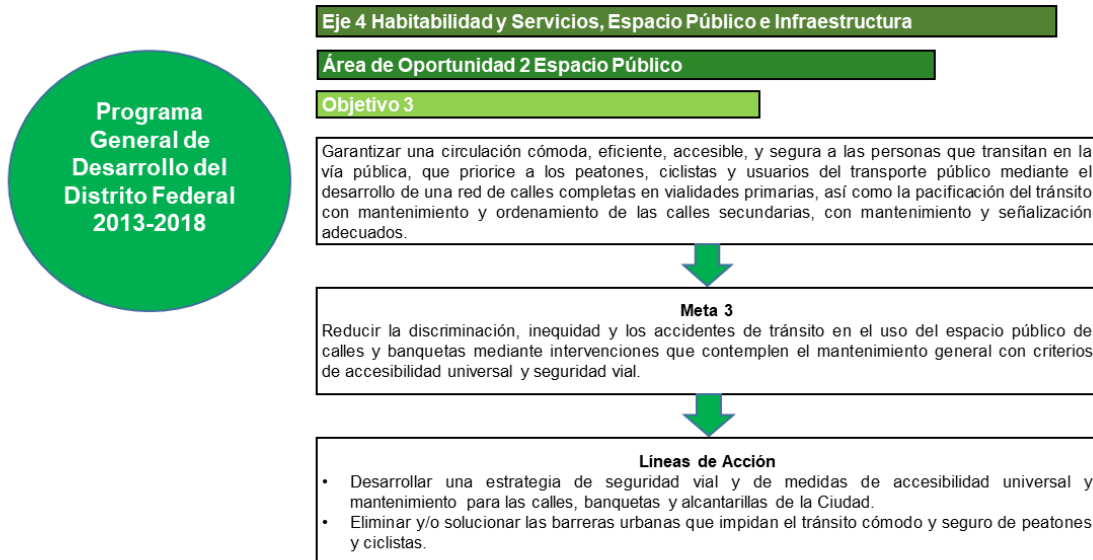 Programa
General de
Desarrollo del
Distrito Federal
2013-2018
Eje 4 Habitabilidad y Servicios, Espacio Público e Infraestructura
Área de Oportunidad 2 Espacio Público
Objetivo 3
Garantizar una circulación cómoda, eficiente, accesible, y segura a las personas que transitan en la
vía pública, que priorice a los peatones, ciclistas y usuarios del transporte público mediante el
desarrollo de una red de calles completas en vialidades primarias, así como la pacificación del tránsito
con mantenimiento y ordenamiento de las calles secundarias, con mantenimiento y señalización
adecuados.
Meta 3
Reducir la discriminación, inequidad y los accidentes de tránsito en el uso del espacio público de
calles y banquetas mediante intervenciones que contemplen el mantenimiento general con criterios
de accesibilidad universal y seguridad vial.
Líneas de Acción
• Desarrollar una estrategia de seguridad vial y de medidas de accesibilidad universal y
mantenimiento para las calles, banquetas y alcantarillas de la Ciudad.
• Eliminar y/o solucionar las barreras urbanas que impidan el tránsito cómodo y seguro de peatones
y ciclistas.